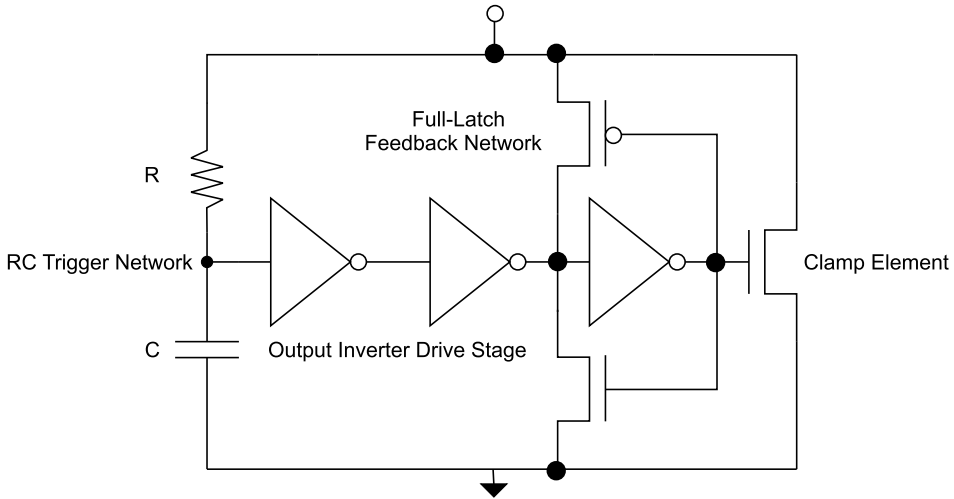 Full-Latch
Feedback Network
R
RC Trigger Network
Clamp Element
C
Output Inverter Drive Stage